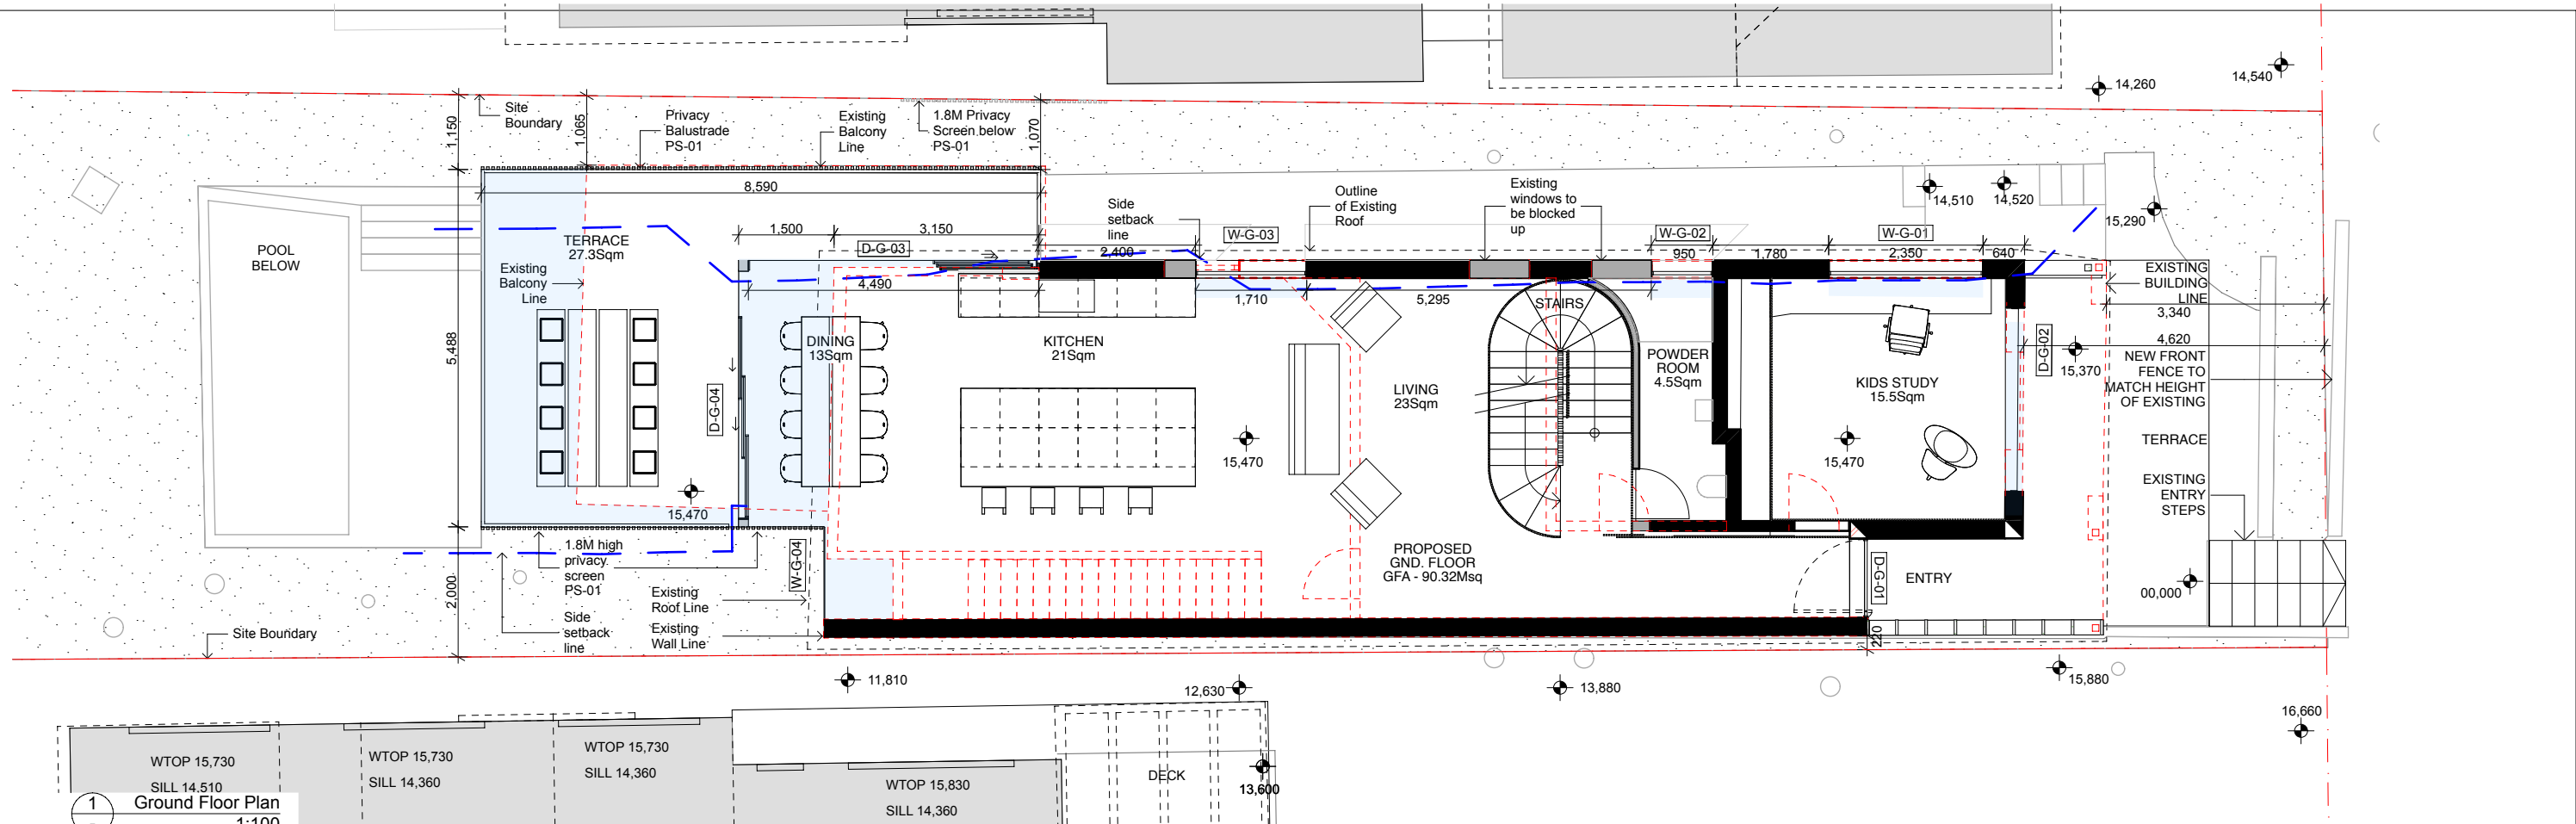 14,540
14,260
Site
Boundary
1,150
1,065
Privacy
Balustrade
PS-01
Existing
Balcony
Line
1.8M Privacy
Screen below
PS-01
1,070
8,590
Side
setback
line
Outline
of Existing
Roof
Existing
windows to
be blocked
up
14,510
14,520
15,290
POOL
BELOW
TERRACE
27.3Sqm
1,500
3,150
D-G-03
2,400
W-G-03
W-G-02
950
1,780
W-G-01
2,350
640
Existing
Balcony
Line
4,490
1,710
5,295
STAIRS
EXISTING
BUILDING
LINE
3,340
4,620
5,488
DINING
13Sqm
KITCHEN
21Sqm
POWDER
ROOM
4.5Sqm
D-G-02
15,370
NEW FRONT
FENCE TO
MATCH HEIGHT
OF EXISTING
D-G-04
LIVING
23Sqm
KIDS STUDY
15.5Sqm
15,470
15,470
15,470
TERRACE
EXISTING
ENTRY
STEPS
1.8M high
privacy
screen
PS-01
W-G-04
PROPOSED
GND. FLOOR
GFA - 90.32Msq
D-G-01
ENTRY
00,000
2,000
Existing
Roof Line
Site Boundary
Side
setback
line
Existing
Wall Line
220
11,810
12,630
13,880
15,880
16,660
WTOP 15,730
SILL 14,510
WTOP 15,730
SILL 14,360
WTOP 15,730
SILL 14,360
WTOP 15,830
SILL 14,360
DECK
13,600
1
Ground Floor Plan
1:100